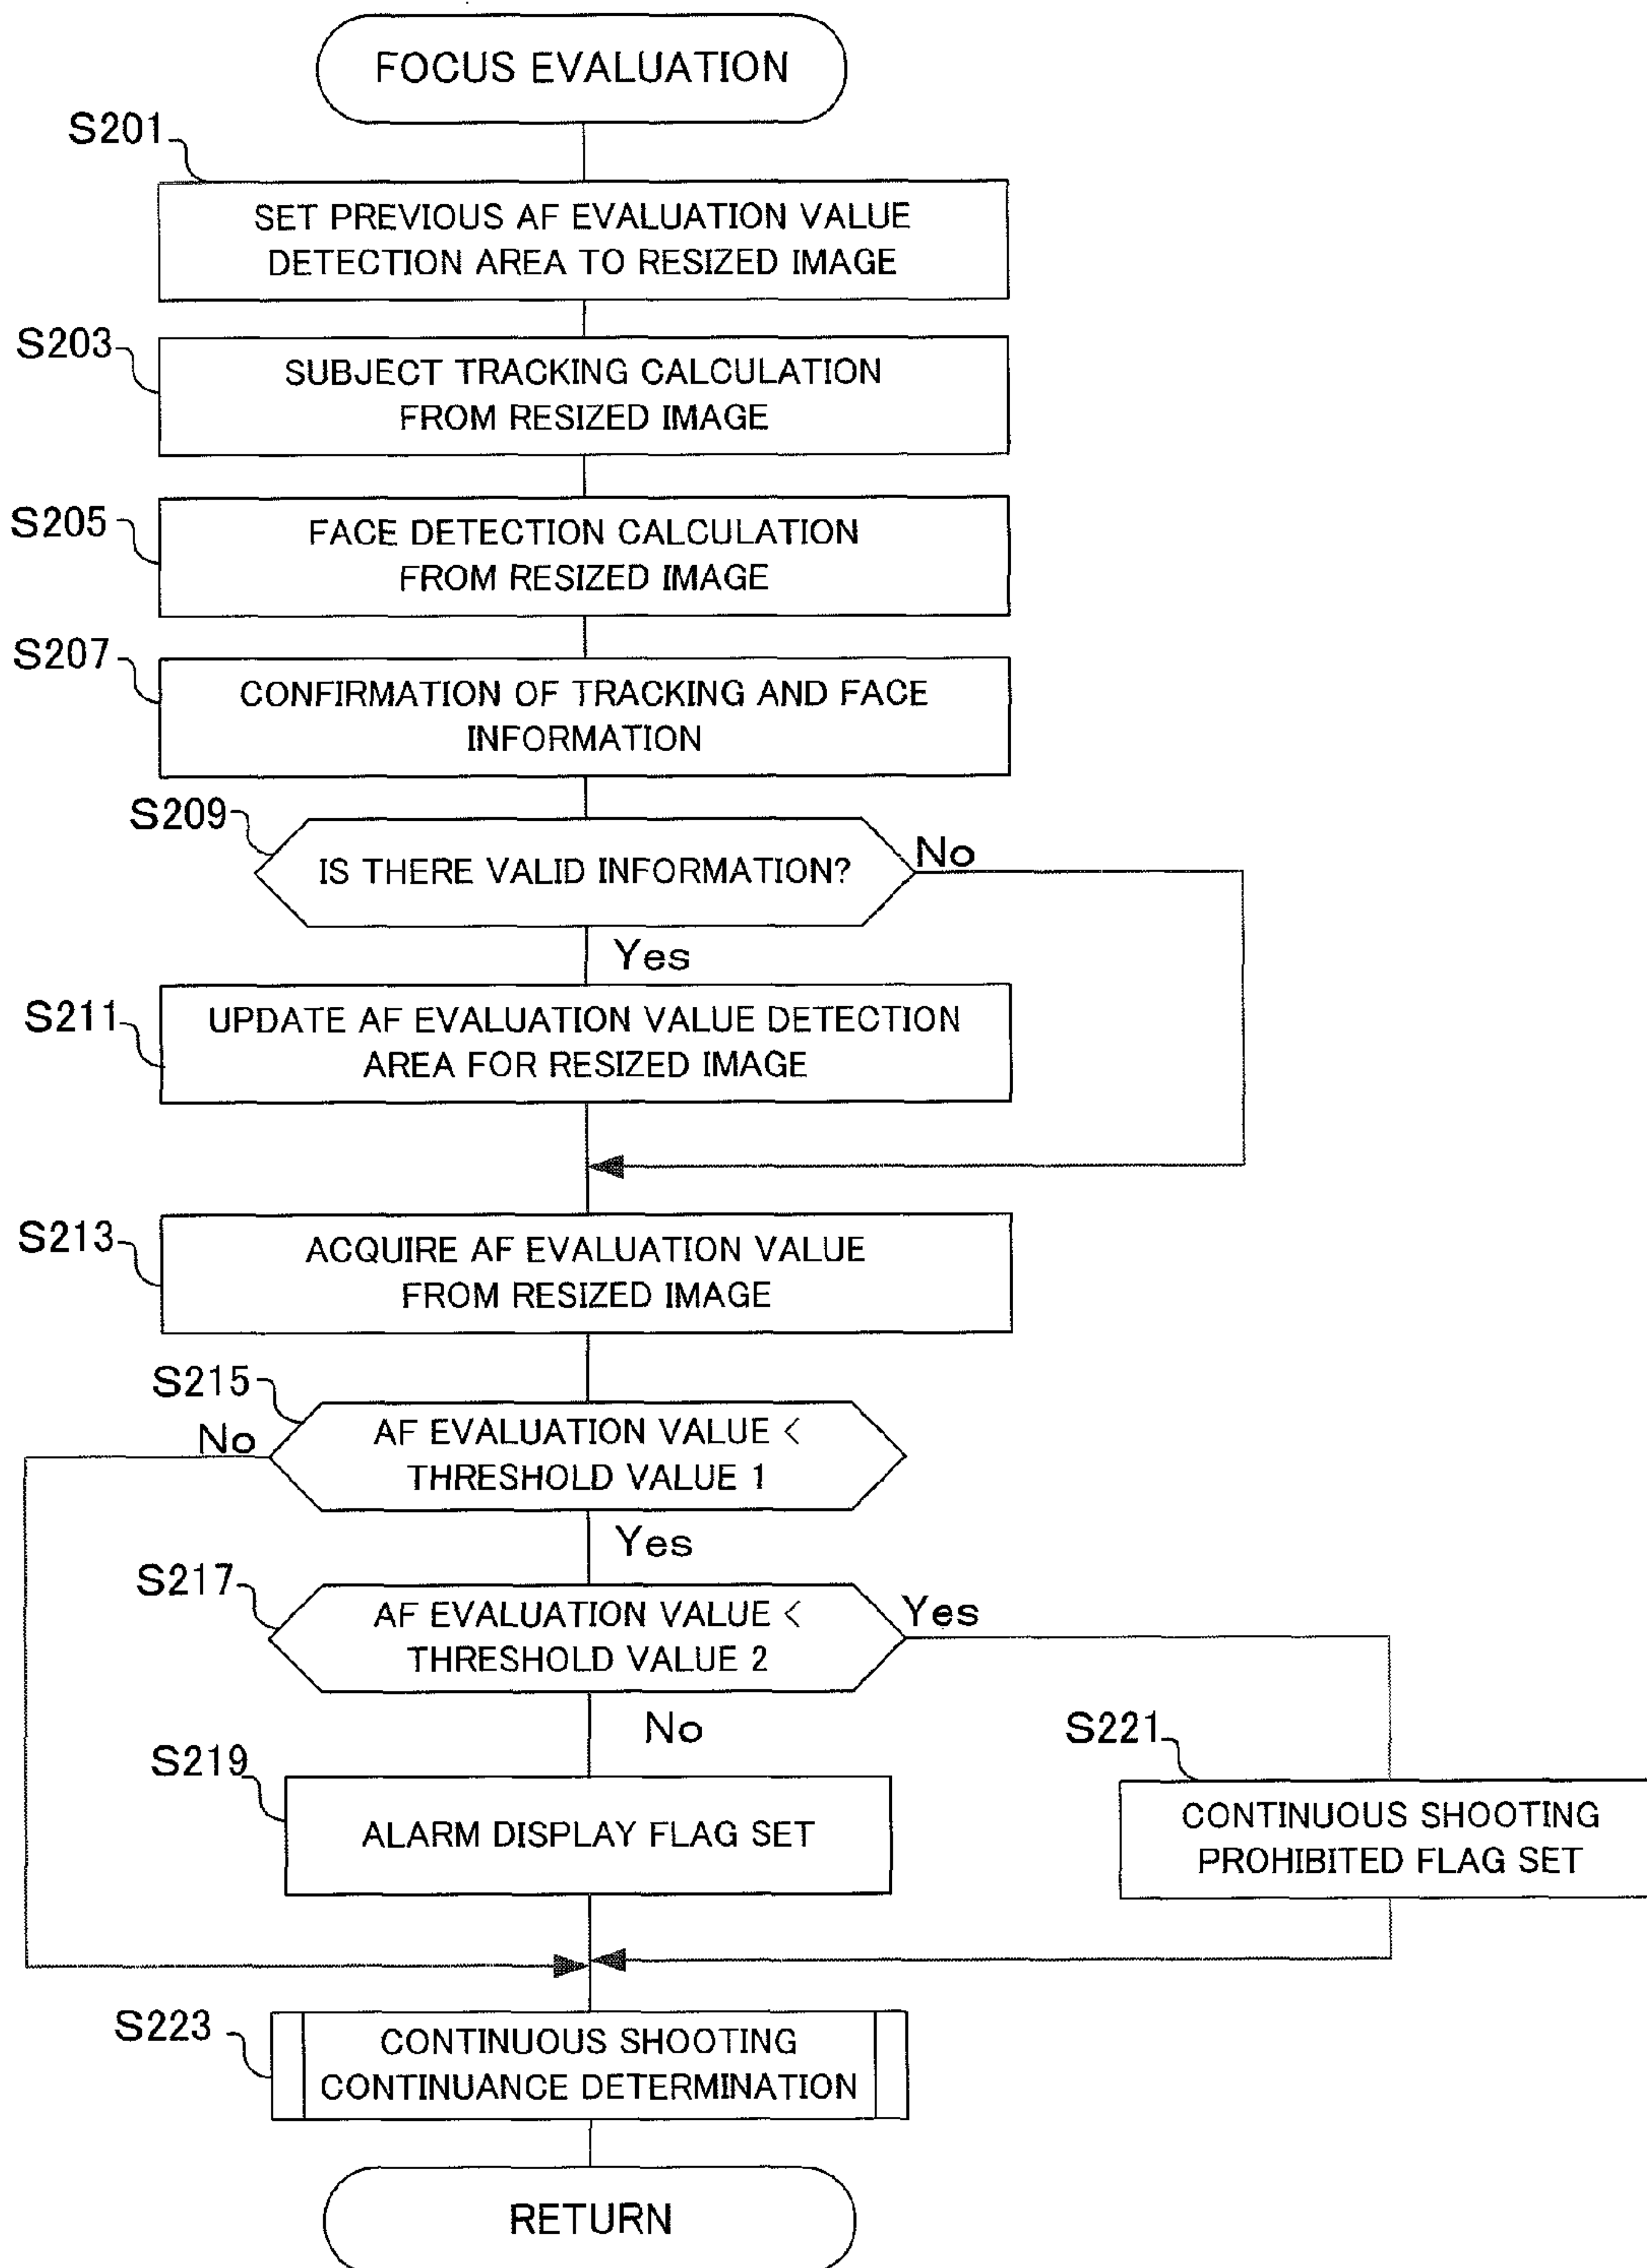 FOCUS EVALUATION
S201
SET PREVIOUS AF EVALUATION VALUE
DETECTION AREA TO RESIZED IMAGE
S203
SUBJECT TRACKING CALCULATION
FROM RESIZED IMAGE
S205
FACE DETECTION CALCULATION
FROM RESIZED IMAGE
S207
CONFIRMATION OF TRACKING AND FACE
INFORMATION
S209
IS THERE VALID INFORMATION?
No
Yes
S211
UPDATE AF EVALUATION VALUE DETECTION
AREA FOR RESIZED IMAGE
S213
ACQUIRE AF EVALUATION VALUE
FROM RESIZED IMAGE
S215
No
AF EVALUATION VALUE <
THRESHOLD VALUE 1
Yes
S217
AF EVALUATION VALUE <
THRESHOLD VALUE 2
Yes
No
S219
ALARM DISPLAY FLAG SET
S221
CONTINUOUS SHOOTING
PROHIBITED FLAG SET
S223
CONTINUOUS SHOOTING
CONTINUANCE DETERMINATION
RETURN